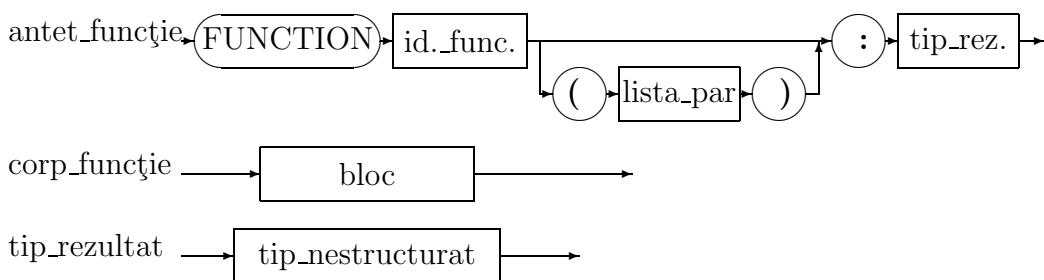 antet_funcţie FUNCTION id._func. : tip_rez.
( lista_par )
corp_funcţie bloc
tip_rezultat tip_nestructurat